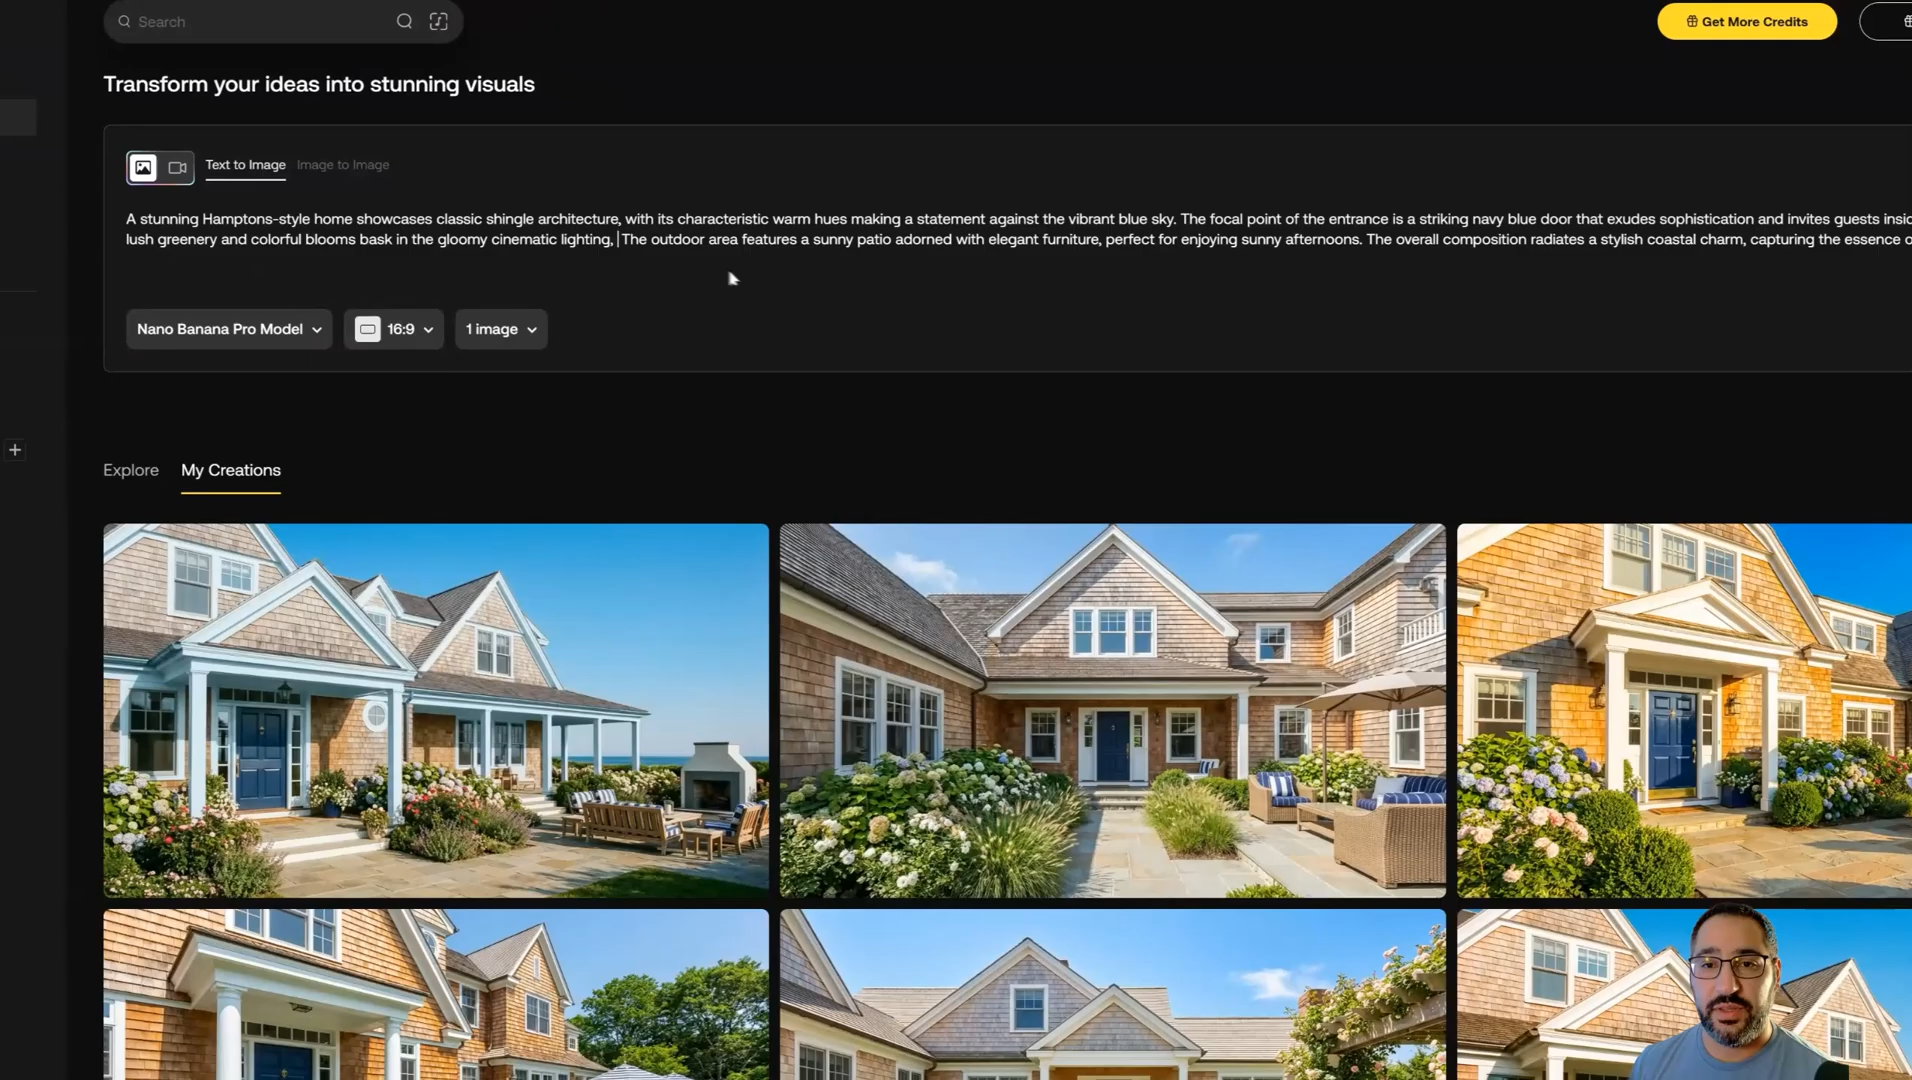 Search
Get More Credits
Transform your ideas into stunning visuals
Text to Image
Image to Image
A stunning Hamptons-style home showcases classic shingle architecture, with its characteristic warm hues making a statement against the vibrant blue sky. The focal point of the entrance is a striking navy blue door that exudes sophistication and invites guests
lush greenery and colorful blooms bask in the gloomy cinematic lighting, The outdoor area features a sunny patio adorned with elegant furniture, perfect for enjoying sunny afternoons. The overall composition radiates a stylish coastal charm, capturing the essence
Nano Banana Pro Model
16:9
1 image
Explore
My Creations